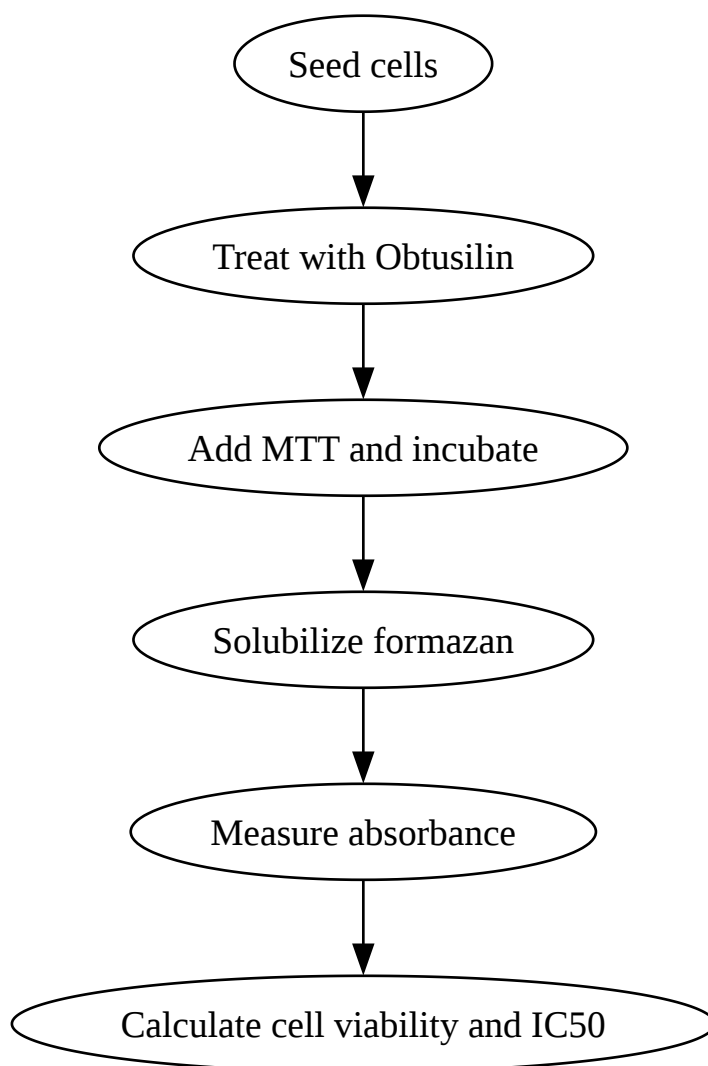 Seed cells
Treat with Obtusilin
Add MTT and incubate
Solubilize formazan
Measure absorbance
Calculate cell viability and IC50